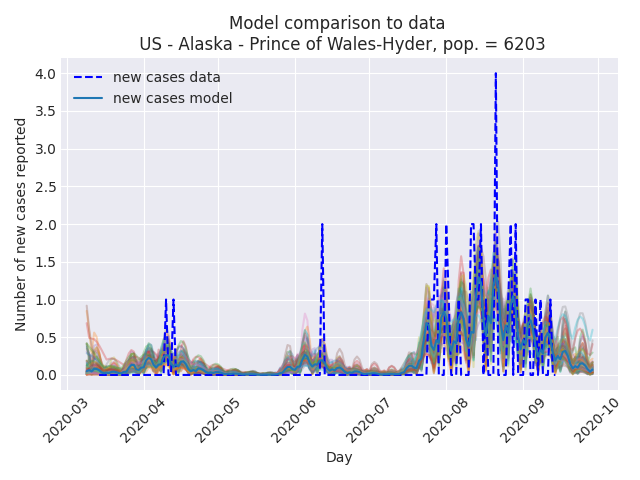 Model comparison to data
US - Alaska - Prince of Wales-Hyder, pop. = 6203
new cases data
new cases model
Number of new cases reported
4.0
3.5
3.0
2.5
2.0
1.5
1.0
0.5
0.0
2020-03
2020-04
2020-05
2020-06
2020-07
2020-08
2020-09
2020-10
Day